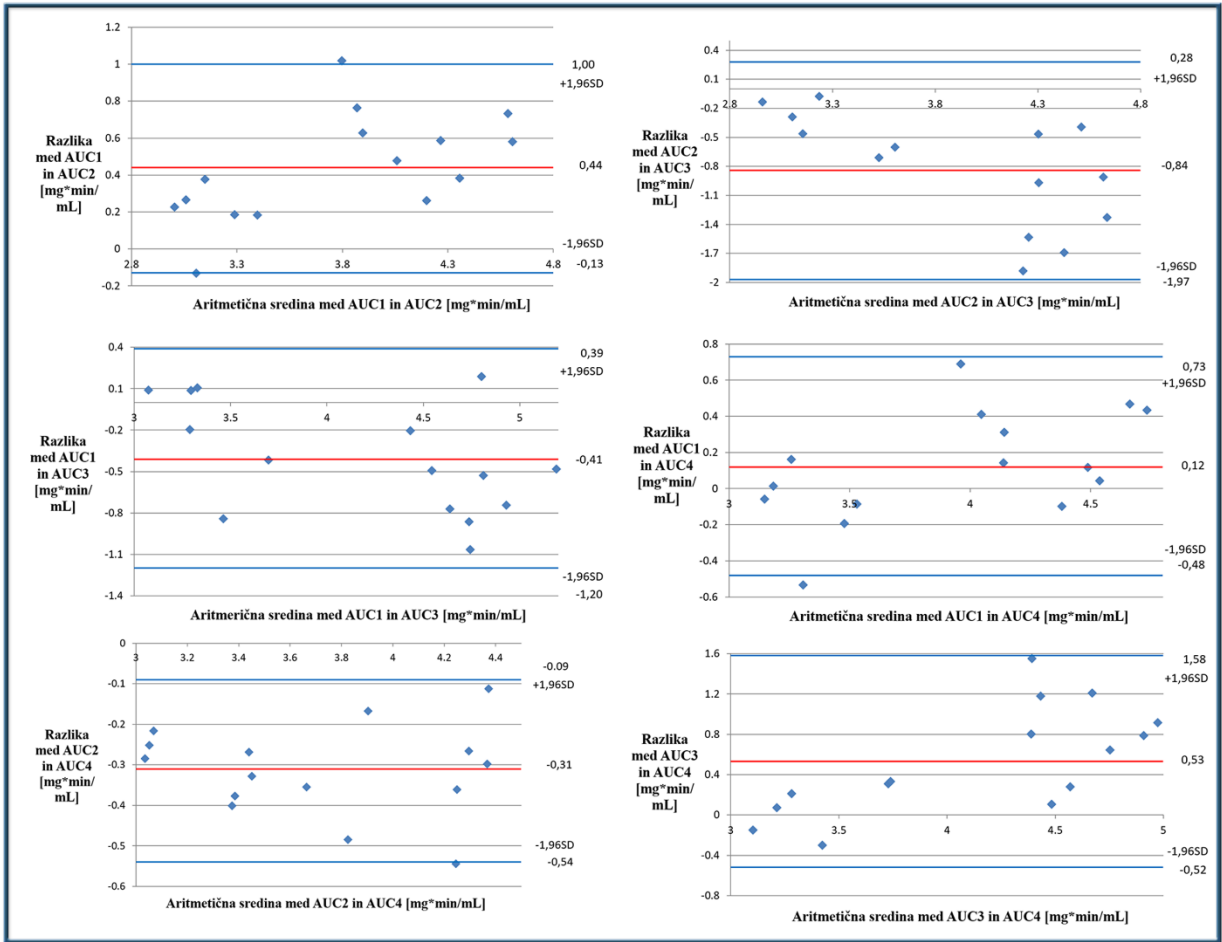 1.2
1
0.8
0.6
0.4
0.2
0
-0.2
2.8
3.3
3.8
4.3
4.8
Razlika
med AUC1
in AUC2
[mg*min/
mL]
1,00
+1,96SD
0,44
-1,96SD
-0,13
Aritmetična sredina med AUC1 in AUC2 [mg*min/mL]
0.4
0.1
-0.2
-0.5
-0.8
-1.1
-1.4
-1.7
-2
2.8
3.3
3.8
4.3
4.8
Razlika
med AUC2
in AUC3
[mg*min/
mL]
0,28
+1,96SD
-0,84
-1,96SD
-1,97
Aritmetična sredina med AUC2 in AUC3 [mg*min/mL]
0.4
0.1
-0.2
-0.5
-0.8
-1.1
-1.4
3
3.5
4
4.5
5
Razlika
med AUC1
in AUC3
[mg*min/
mL]
0,39
+1,96SD
-0,41
-1,96SD
-1,20
Aritmerična sredina med AUC1 in AUC3 [mg*min/mL]
0.8
0.6
0.4
0.2
0
-0.2
-0.4
-0.6
3
3.5
4
4.5
Razlika
med AUC1
in AUC4
[mg*min/
mL]
0,73
+1,96SD
0,12
-1,96SD
-0,48
Aritmetična sredina med AUC1 in AUC4 [mg*min/mL]
0
-0.1
-0.2
-0.3
-0.4
-0.5
-0.6
3
3.2
3.4
3.6
3.8
4
4.2
4.4
Razlika
med AUC2
in AUC4
[mg*min/
mL]
-0.09
+1,96SD
-0,31
-1,96SD
-0,54
Aritmetična sredina med AUC2 in AUC4 [mg*min/mL]
1.6
1.2
0.8
0.4
0
-0.4
-0.8
3
3.5
4
4.5
5
Razlika
med AUC3
in AUC4
[mg*min/
mL]
1,58
+1,96SD
0,53
-1,96SD
-0,52
Aritmetična sredina med AUC3 in AUC4 [mg*min/mL]